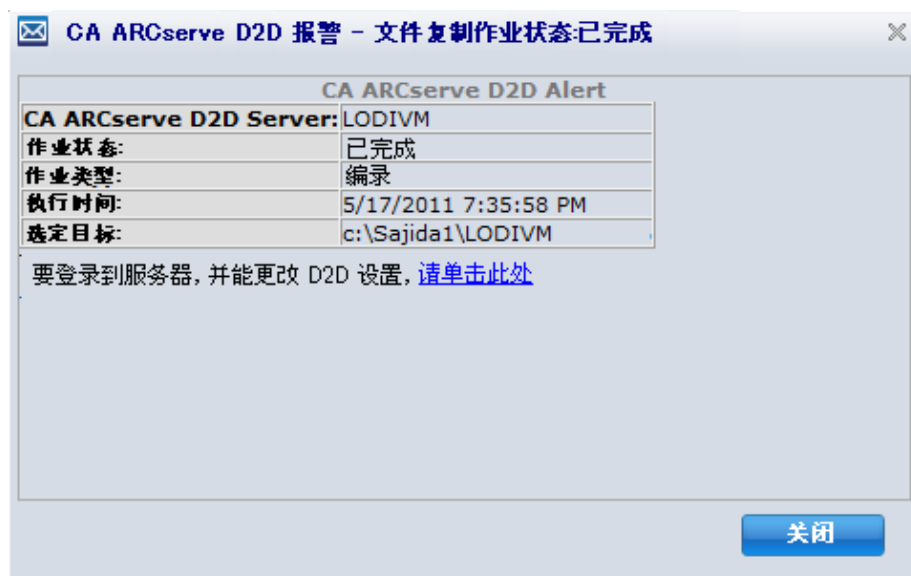 CA ARCserve D2D 报警 - 文件复制作业状态:已完成
CA ARCserve D2D Alert
CA ARCserve D2D Server: LODIVM
作业状态: 已完成
作业类型: 编录
执行时间: 5/17/2011 7:35:58 PM
选定目标: c:\Sajida1\LODIVM
要登录到服务器, 并能更改 D2D 设置, 请单击此处
关闭